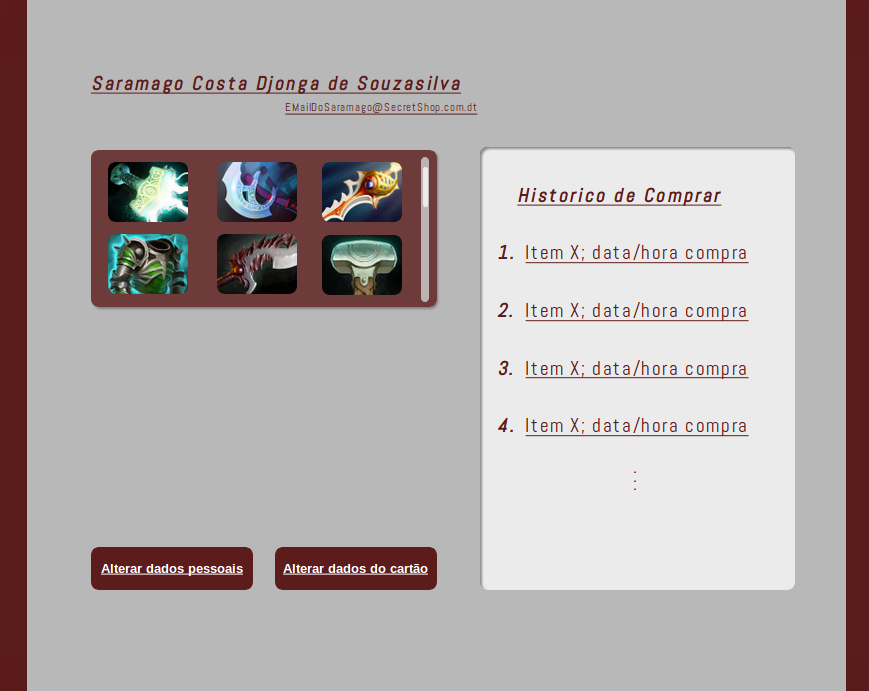 Saramago Costa Djonga de Souzasilva
EMailDoSaramago@SecretShop.com.dt
Historico de Comprar
1. Item X; data/hora compra
2. Item X; data/hora compra
3. Item X; data/hora compra
4. Item X; data/hora compra
.
.
.
Alterar dados pessoais
Alterar dados do cartão